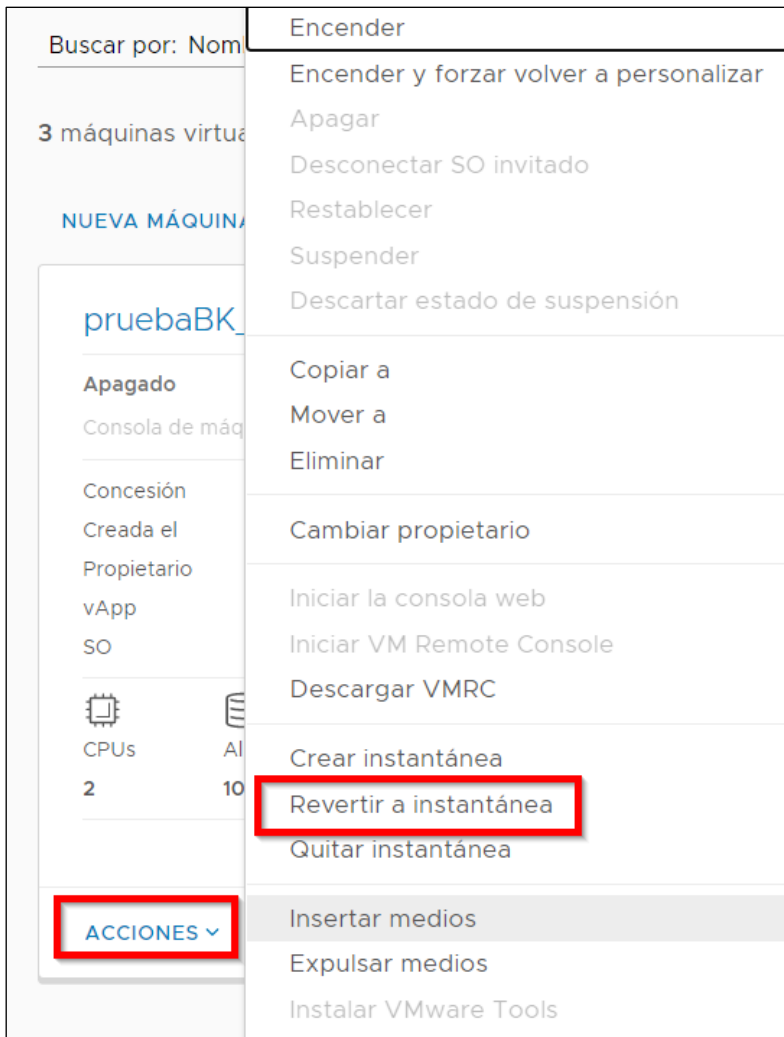 Buscar por: Nom
3 máquinas virtua
NUEVA MÁQUINA
pruebaBK_
Apagado
Consola de máq
Concesión
Creada el
Propietario
vApp
SO
CPUs Al
2 10
ACCIONES
Encender
Encender y forzar volver a personalizar
Apagar
Desconectar SO invitado
Restablecer
Suspender
Descartar estado de suspensión
Copiar a
Mover a
Eliminar
Cambiar propietario
Iniciar la consola web
Iniciar VM Remote Console
Descargar VMRC
Crear instantánea
Revertir a instantánea
Quitar instantánea
Insertar medios
Expulsar medios
Instalar VMware Tools